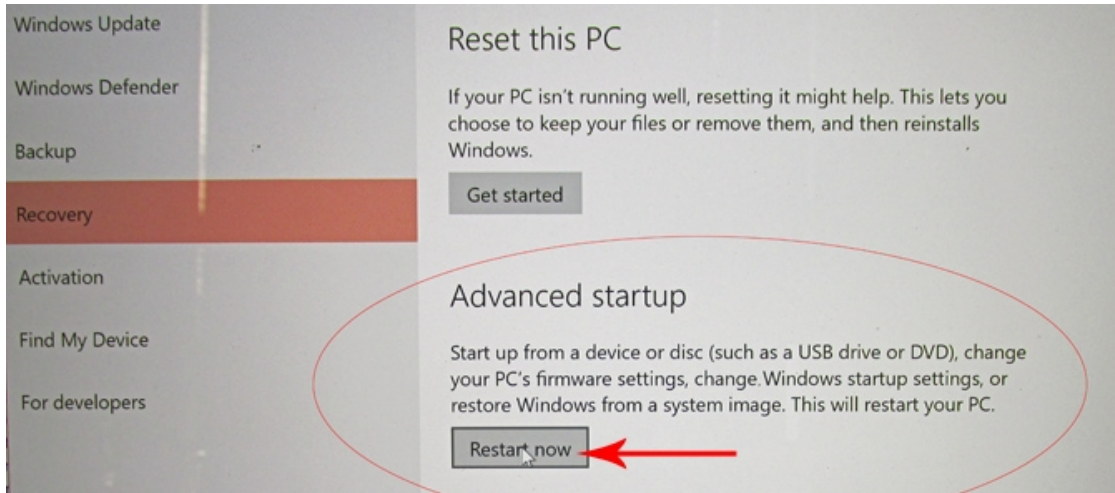 Windows Update
Windows Defender
Backup
Recovery
Activation
Find My Device
For developers
Reset this PC
If your PC isn't running well, resetting it might help. This lets you
choose to keep your files or remove them, and then reinstalls
Windows.
Get started
Advanced startup
Start up from a device or disc (such as a USB drive or DVD), change
your PC's firmware settings, change Windows startup settings, or
restore Windows from a system image. This will restart your PC.
Restart now